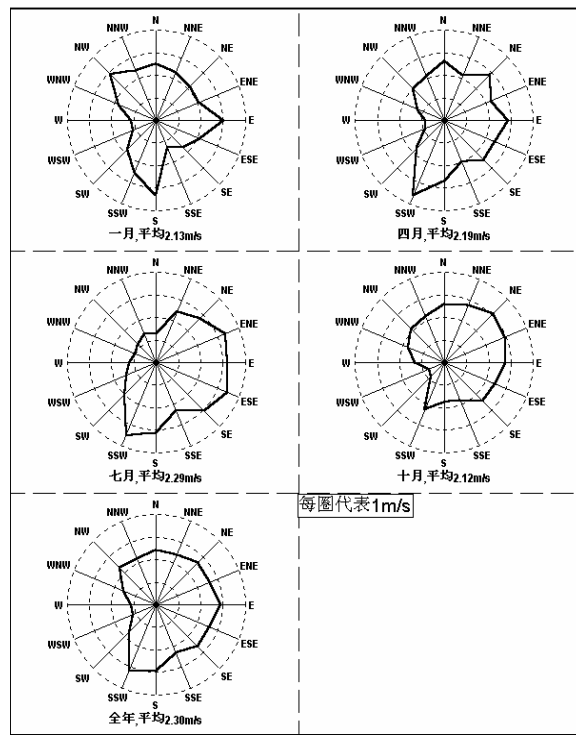 N
NNW NNE
NW NE
WNW ENE
W E
WSW ESE
SW SE
SSW SSE
S
一月,平均2.13m/s
N
NNW NNE
NW NE
WNW ENE
W E
WSW ESE
SW SE
SSW SSE
S
四月,平均2.19m/s
N
NNW NNE
NW NE
WNW ENE
W E
WSW ESE
SW SE
SSW SSE
S
七月,平均2.29m/s
N
NNW NNE
NW NE
WNW ENE
W E
WSW ESE
SW SE
SSW SSE
S
十月,平均2.12m/s
每圈代表1m/s
N
NNW NNE
NW NE
WNW ENE
W E
WSW ESE
SW SE
SSW SSE
S
全年,平均2.30m/s